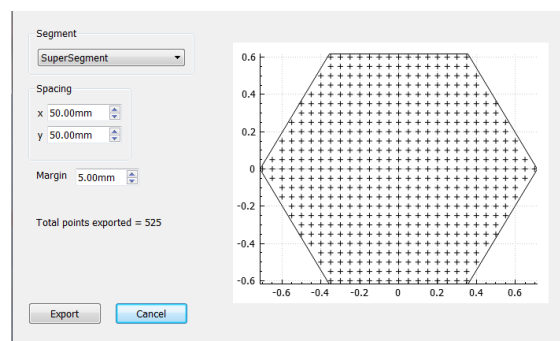 Segment
SuperSegment
Spacing
x 50.00mm
y 50.00mm
Margin 5.00mm
Total points exported = 525
Export Cancel
0.6
0.4
0.2
0
-0.2
-0.4
-0.6
-0.6 -0.4 -0.2 0 0.2 0.4 0.6